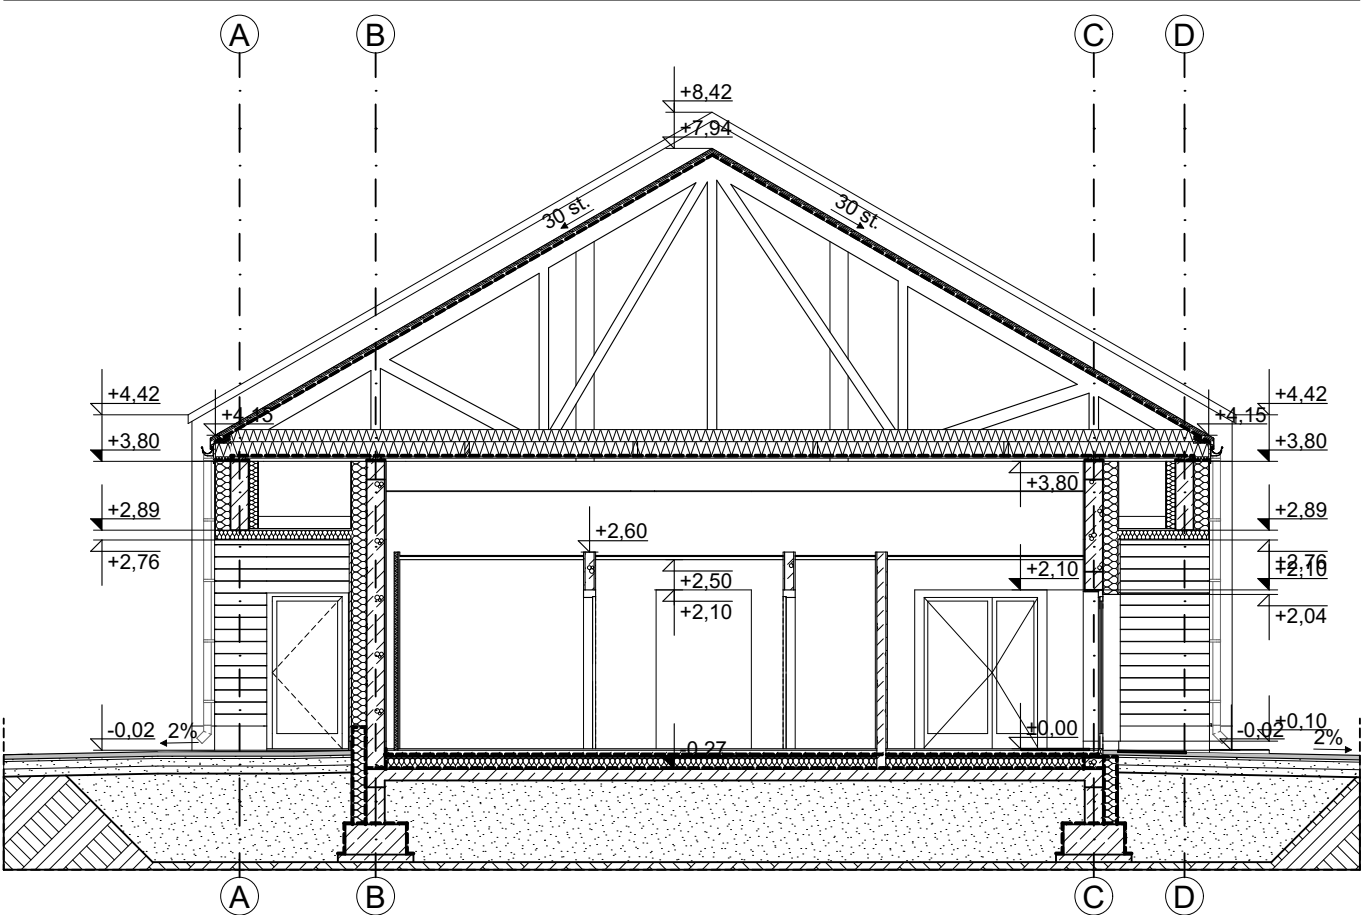 A B C D
+8,42
+7,94
30 st. 30 st.
+4,42 +4,42
+4,15 +4,15
+3,80 +3,80
+3,80
+2,89 +2,89
+2,60
+2,76 +2,76
+2,50 +2,10 +2,10
+2,10 +2,04
-0,02 2% ±0,00 -0,02 +0,10
2%
-0,27
A B C D